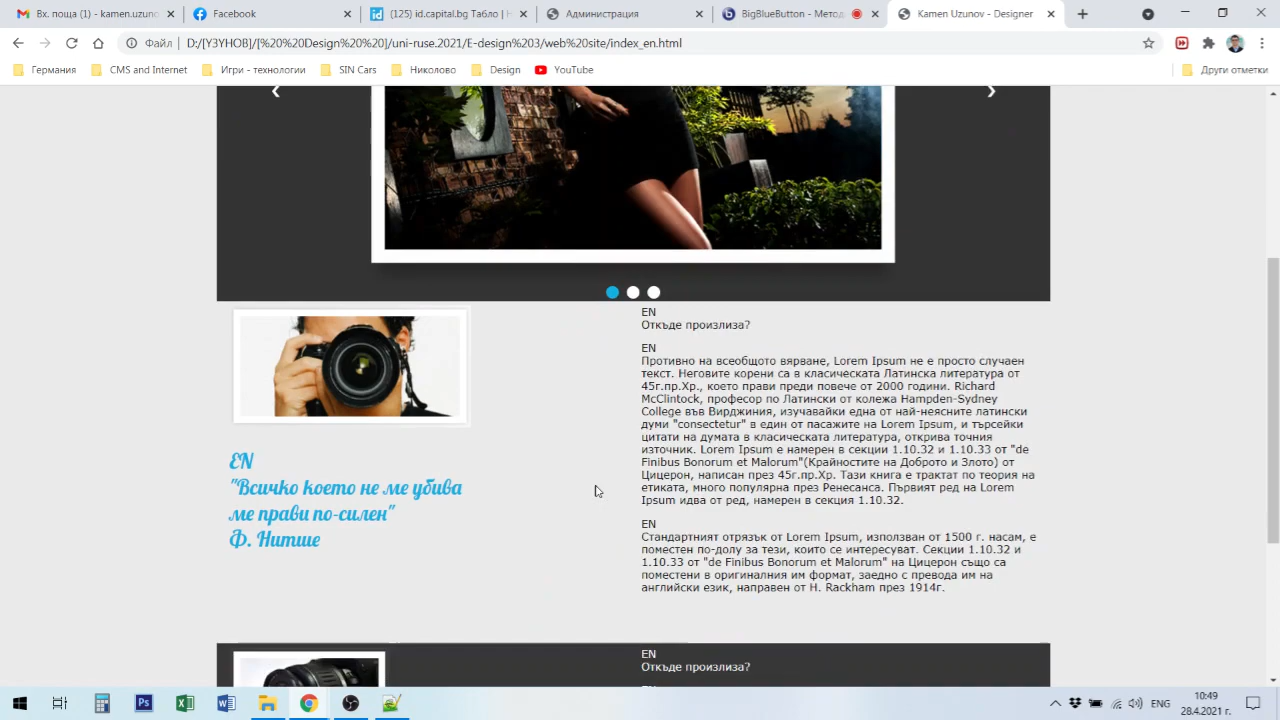 Вх. поща (1) - kamen.uzuno
Facebook
(125) id.capital.bg Табло | Н
Администрация
BigBlueButton - Метод
Kamen Uzunov - Designer
Файл
D:/[УЗУНОВ]/[%20%20Design%20%20]/uni-ruse.2021/E-design%203/web%20site/index_en.html
Германия
CMS and Internet
Игри - технологии
SIN Cars
Николово
Design
YouTube
Други отметки
EN
"Всичко което не ме убива
ме прави по-силен"
Ф. Нитше
EN
Откъде произлиза?
EN
Противно на всеобщото вярване, Lorem Ipsum не е просто случаен
текст. Неговите корени са в класическата Латинска литература от
45г.пр.Хр., което прави преди повече от 2000 години. Richard
McClintock, професор по Латински от колежа Hampden-Sydney
College във Вирджиния, изучавайки една от най-неясните латински
думи "consectetur" в един от пасажите на Lorem Ipsum, и търсейки
цитати на думата в класическата литература, открива точния
източник. Lorem Ipsum е намерен в секции 1.10.32 и 1.10.33 от "de
Finibus Bonorum et Malorum"(Крайностите на Доброто и Злото) от
Цицерон, написан през 45г.пр.Хр. Тази книга е трактат по теория на
етиката, много популярна през Ренесанса. Първият ред на Lorem
Ipsum идва от ред, намерен в секция 1.10.32.
EN
Стандартният отрязък от Lorem Ipsum, използван от 1500 г. насам, е
поместен по-долу за тези, които се интересуват. Секции 1.10.32 и
1.10.33 от "de Finibus Bonorum et Malorum" на Цицерон също са
поместени в оригиналния им формат, заедно с превода им на
английски език, направен от H. Rackham през 1914г.
EN
Откъде произлиза?
ENG
10:49
28.4.2021 г.